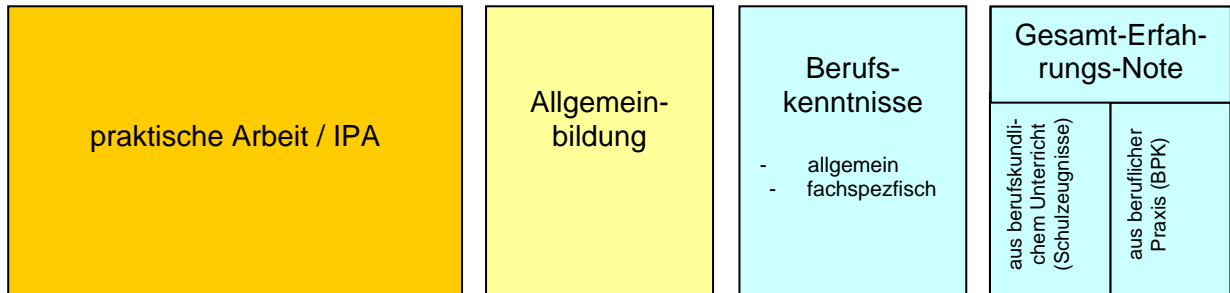 praktische Arbeit / IPA
Allgemein-
bildung
Berufs-
kenntnisse
- allgemein
- fachspezfisch
Gesamt-Erfah-
rungs-Note
aus berufskundli-
chem Unterricht
(Schulzeugnisse)
aus beruflicher
Praxis (BPK)